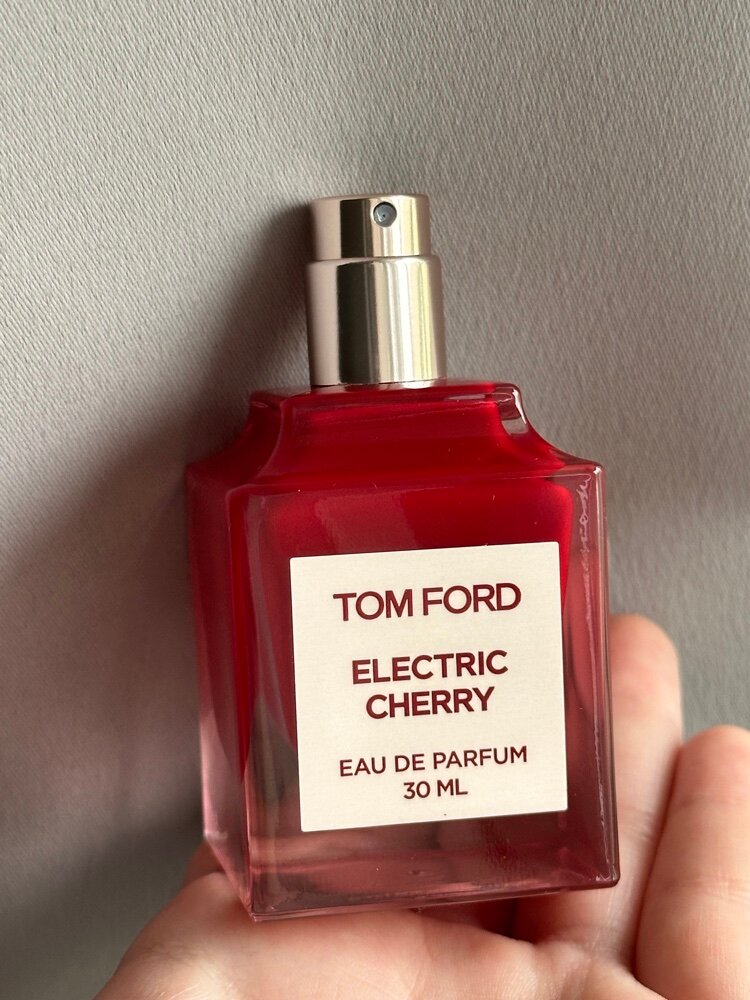 TOM FORD
ELECTRIC
CHERRY
EAU DE PARFUM
30 ML